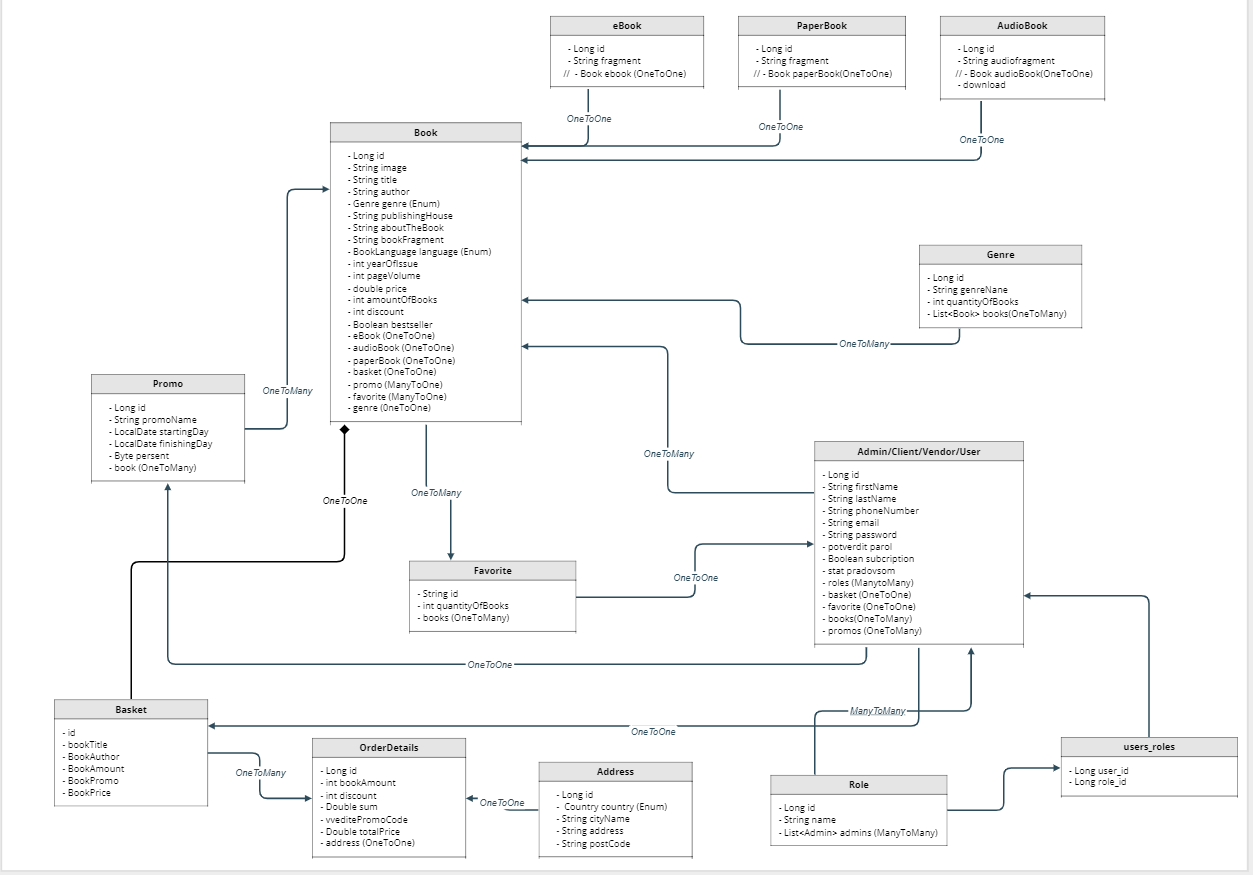 eBook
- Long id
- String fragment
// - Book ebook (OneToOne)
PaperBook
- Long id
- String fragment
// - Book paperBook(OneToOne)
AudioBook
- Long id
- String audiofragment
// - Book audioBook(OneToOne)
- download
OneToOne
OneToOne
OneToOne
Book
- Long id
- String image
- String title
- String author
- Genre genre (Enum)
- String publishingHouse
- String aboutTheBook
- String bookFragment
- BookLanguage language (Enum)
- int yearOfIssue
- int pageVolume
- double price
- int amountOfBooks
- int discount
- Boolean bestseller
- eBook (OneToOne)
- audioBook (OneToOne)
- paperBook (OneToOne)
- basket (OneToOne)
- promo (ManyToOne)
- favorite (ManyToOne)
- genre (OneToOne)
Genre
- Long id
- String genreNane
- int quantityOfBooks
- List<Book> books(OneToMany)
OneToMany
Promo
- Long id
- String promoName
- LocalDate startingDay
- LocalDate finishingDay
- Byte persent
- book (OneToMany)
OneToMany
OneToOne
OneToMany
OneToMany
Admin/Client/Vendor/User
- Long id
- String firstName
- String lastName
- String phoneNumber
- String email
- String password
- potverdit parol
- Boolean subcription
- stat pradovsom
- roles (ManytoMany)
- basket (OneToOne)
- favorite (OneToOne)
- books(OneToMany)
- promos (OneToMany)
Favorite
- String id
- int quantityOfBooks
- books (OneToMany)
OneToOne
OneToOne
Basket
- id
- bookTitle
- BookAuthor
- BookAmount
- BookPromo
- BookPrice
OneToOne
ManyToMany
OneToMany
OrderDetails
- Long id
- int bookAmount
- int discount
- Double sum
- vveditePromoCode
- Double totalPrice
- address (OneToOne)
OneToOne
Address
- Long id
- Country country (Enum)
- String cityName
- String address
- String postCode
Role
- Long id
- String name
- List<Admin> admins (ManyToMany)
users_roles
- Long user_id
- Long role_id